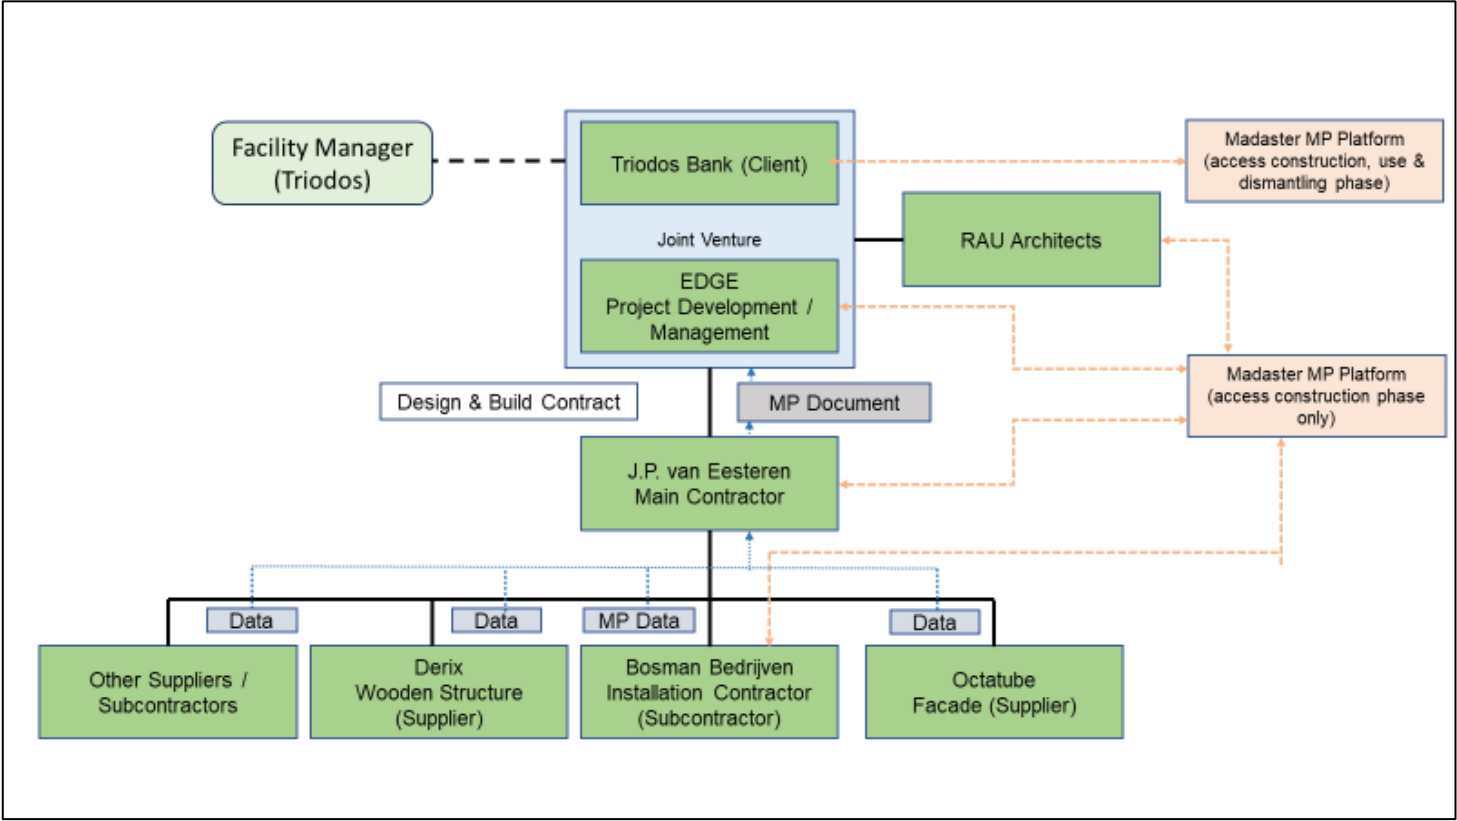 Facility Manager
(Triodos)
Triodos Bank (Client)
Madaster MP Platform
(access construction, use &
dismantling phase)
Joint Venture
RAU Architects
EDGE
Project Development /
Management
Madaster MP Platform
(access construction phase
only)
Design & Build Contract
MP Document
J.P. van Eesteren
Main Contractor
Data
Data
MP Data
Data
Other Suppliers /
Subcontractors
Derix
Wooden Structure
(Supplier)
Bosman Bedrijven
Installation Contractor
(Subcontractor)
Octatube
Facade (Supplier)